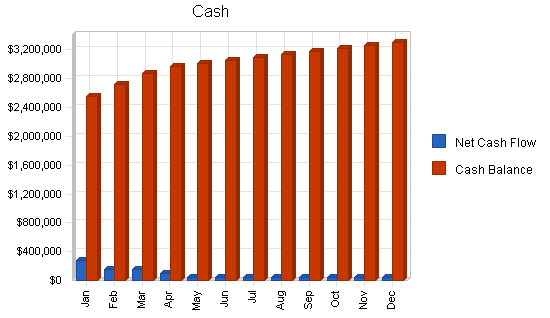 Cash
$3,200,000
$2,800,000
$2,400,000
$2,000,000
$1,600,000
$1,200,000
$800,000
$400,000
$0
Jan
Feb
Mar
Apr
May
Jun
Jul
Aug
Sep
Oct
Nov
Dec
Net Cash Flow
Cash Balance